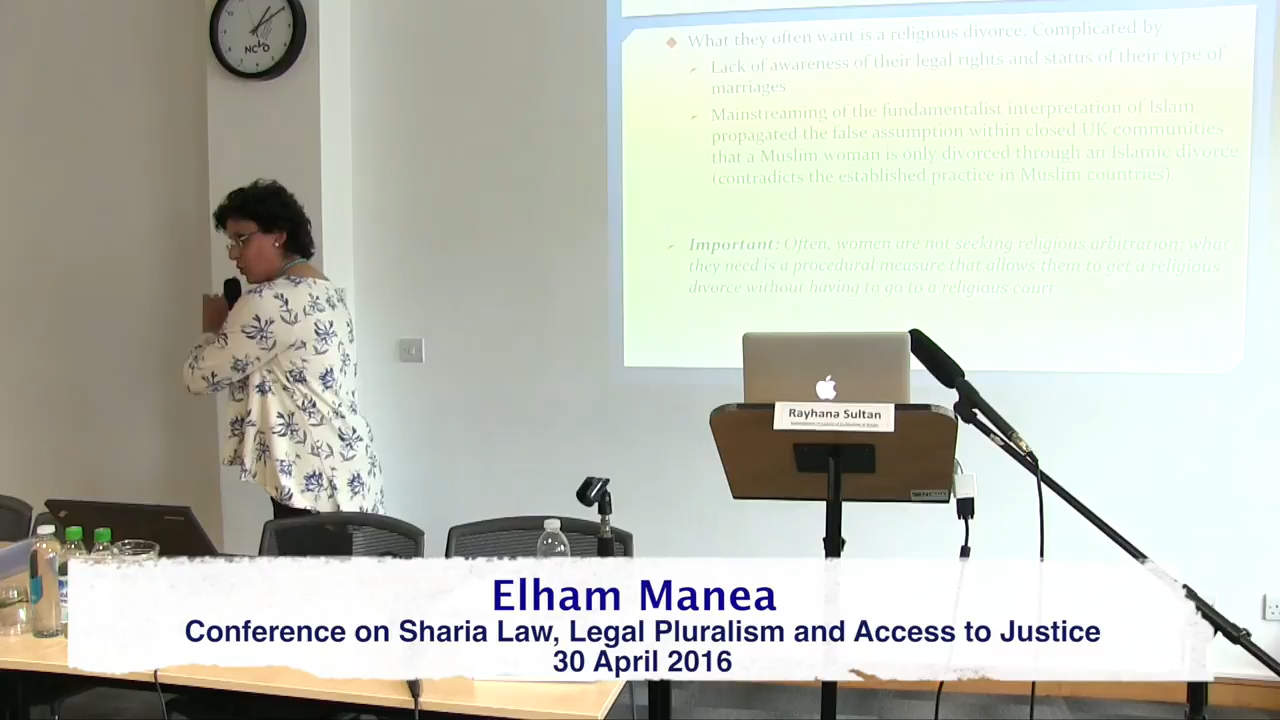 NCVO
What they often want is a religious divorce. Complicated by
Lack of awareness of their legal rights and status of their type of
marriages
Mainstreaming of the fundamentalist interpretation of Islam:
propagated the false assumption within closed UK communities
that a Muslim woman is only divorced through an Islamic divorce
(contradicts the established practice in Muslim countries)
Important: Often, women are not seeking religious arbitration; what
they need is a procedural measure that allows them to get a religious
divorce without having to go to a religious court
Rayhana Sultan
Elham Manea
Conference on Sharia Law, Legal Pluralism and Access to Justice
30 April 2016